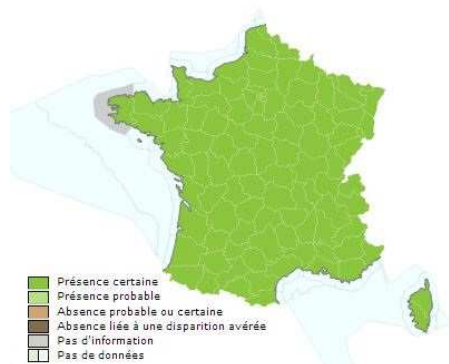 Présence certaine
Présence probable
Absence probable ou certaine
Absence liée à une disparition avérée
Pas d'information
Pas de données